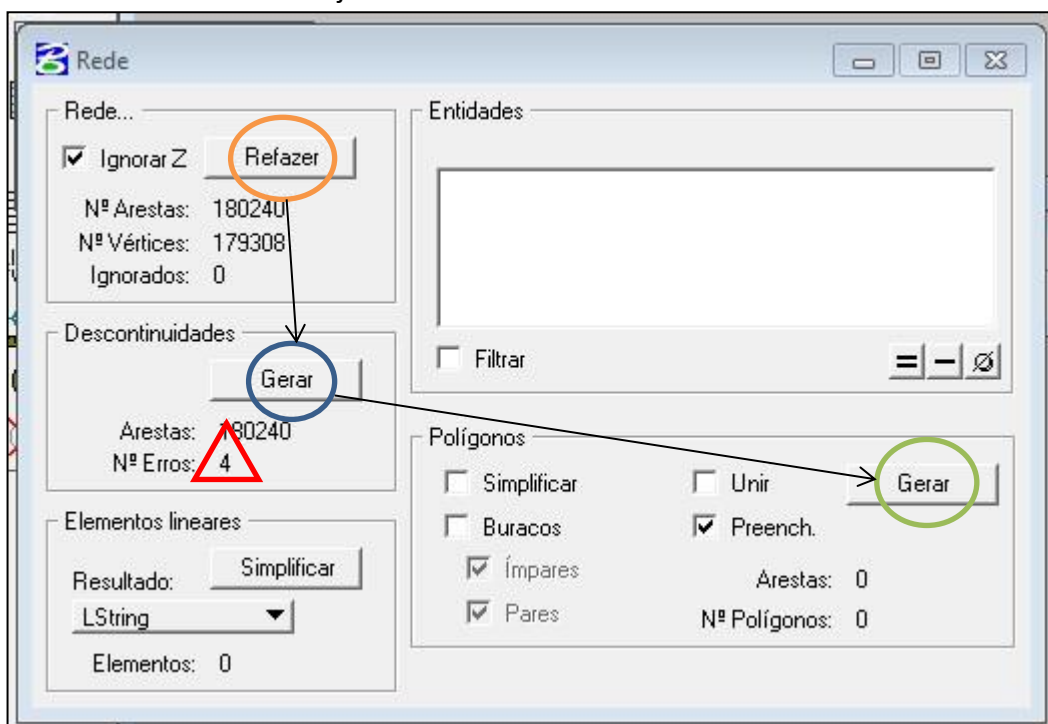 Rede
Rede...
Ignorar Z
Refazer
Nº Arestas: 180240
Nº Vértices: 179308
Ignorados: 0
Descontinuidades
Gerar
Arestas: 180240
Nº Erros: 4
Elementos lineares
Simplificar
Resultado:
LString
Elementos: 0
Entidades
Filtrar
Polígonos
Simplificar
Unir
Gerar
Buracos
Preench.
Ímpares
Pares
Arestas: 0
Nº Polígonos: 0